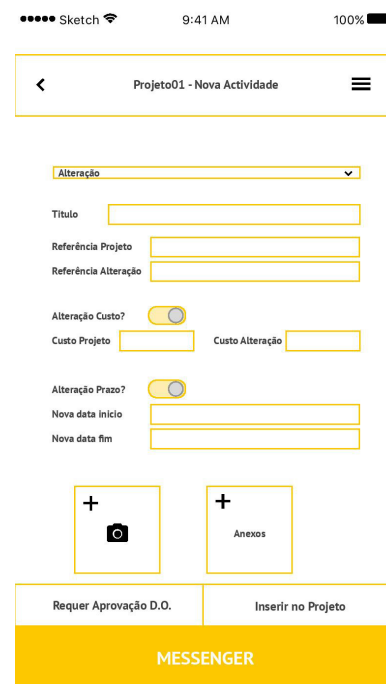 Sketch 9:41 AM 100%
Projeto01 - Nova Actividade
Alteração
Titulo
Referência Projeto
Referência Alteração
Alteração Custo?
Custo Projeto Custo Alteração
Alteração Prazo?
Nova data inicio
Nova data fim
Anexos
Requer Aprovação D.O. Inserir no Projeto
MESSENGER